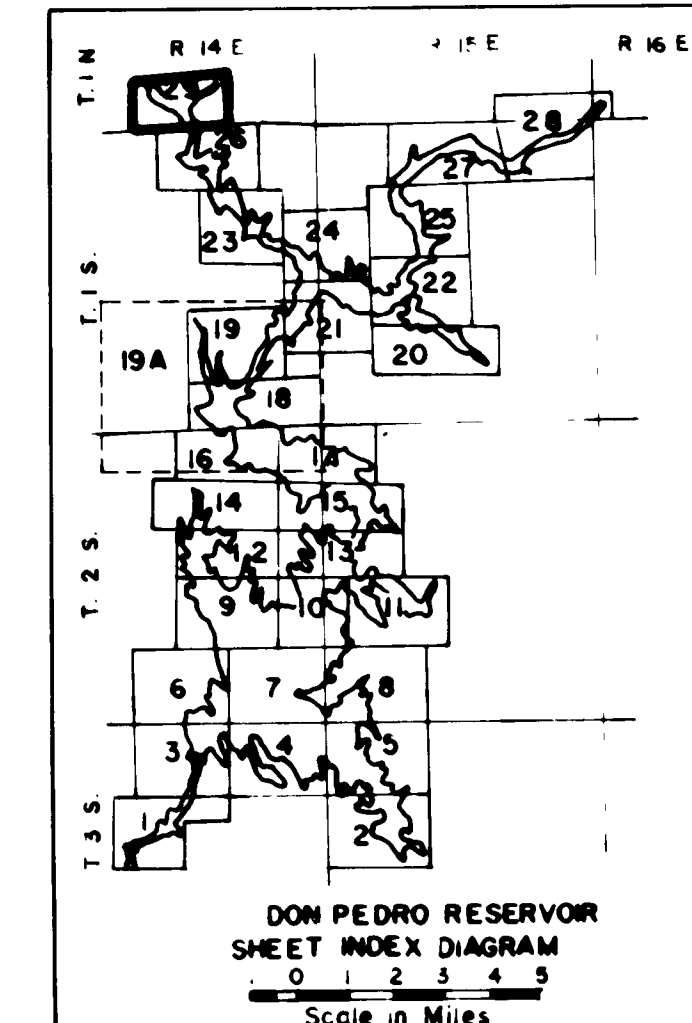 R 14 E R 15 E R 16 E
T. 1 N
28
26
27
25
23 24
22
T. 1 S.
19 21
19A 20
18
16 17
14 15
T. 2 S.
12 13
9 10 11
6 7 8
3 4 5
T 3 S.
1 2
DON PEDRO RESERVOIR
SHEET INDEX DIAGRAM
0 1 2 3 4 5
Scale in Miles